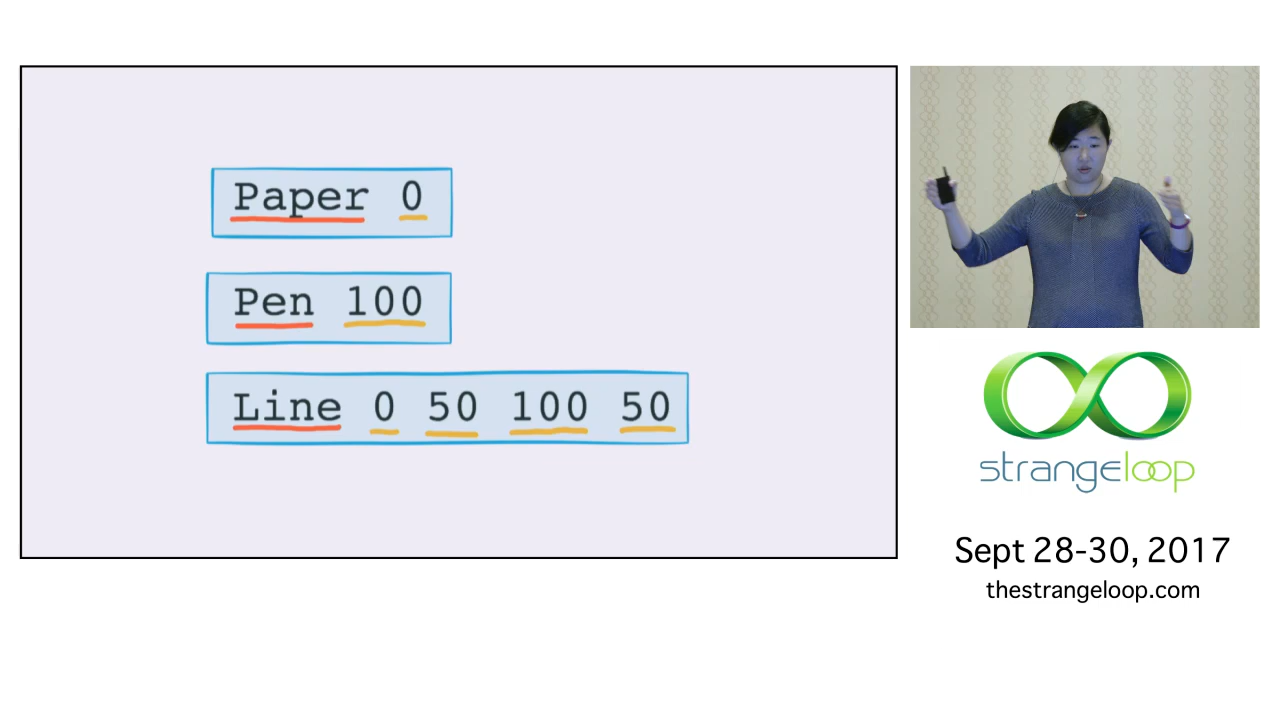 Paper 0
Pen 100
Line 0 50 100 50
strangeloop
Sept 28-30, 2017
thestrangeloop.com